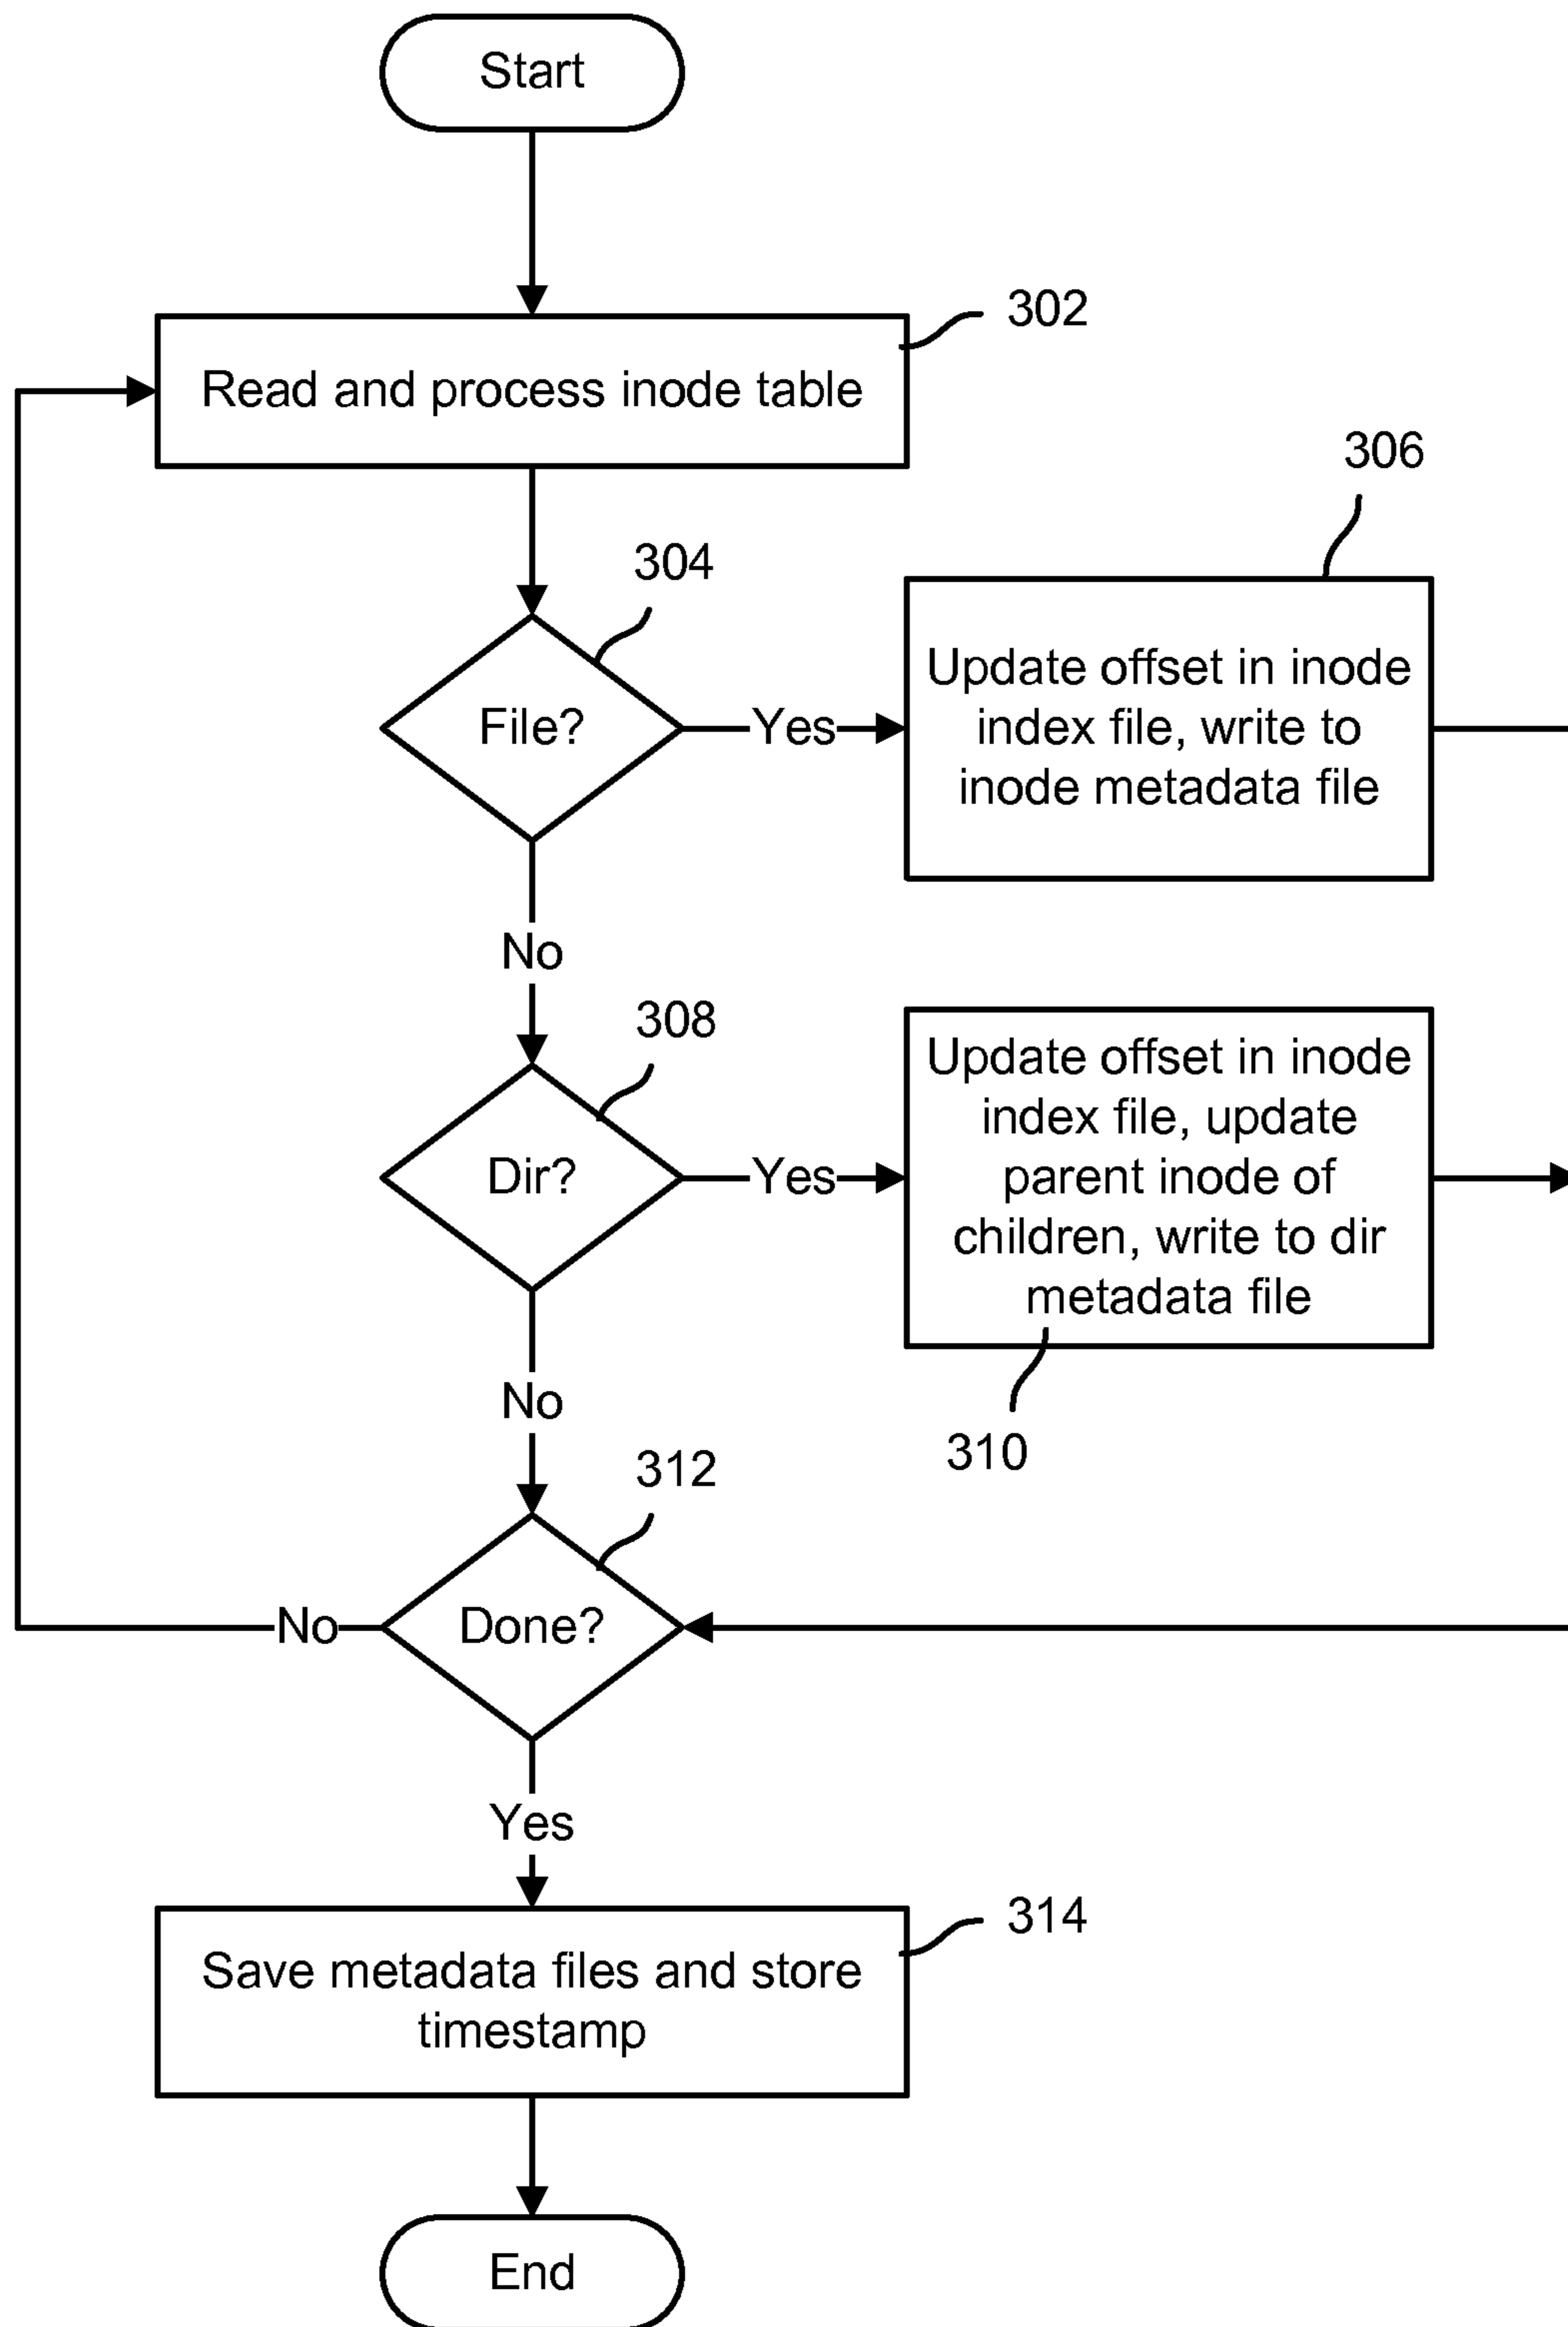 Start
302
Read and process inode table
306
304
Update offset in inode
index file, write to
inode metadata file
File?
Yes
No
308
Update offset in inode
index file, update
parent inode of
children, write to dir
metadata file
Dir?
Yes
No
310
312
Done?
No
Yes
314
Save metadata files and store
timestamp
End